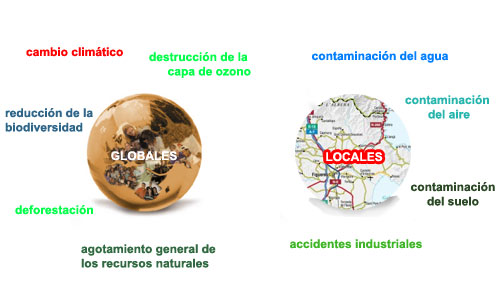 cambio climático
destrucción de la
capa de ozono
reducción de la
biodiversidad
GLOBALES
deforestación
agotamiento general de
los recursos naturales
contaminación del agua
contaminación
del aire
LOCALES
contaminación
del suelo
accidentes industriales